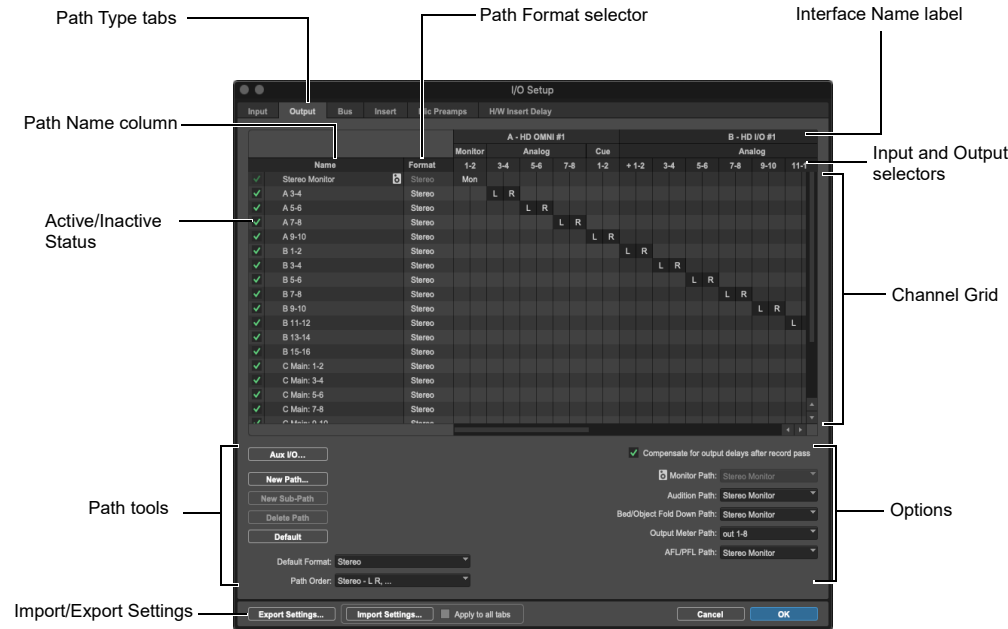 Path Type tabs
Path Format selector
Interface Name label
Path Name column
Input and Output selectors
Active/Inactive Status
Channel Grid
Path tools
Options
Import/Export Settings
I/O Setup
Input Output Bus Insert Mic Preamps H/W Insert Delay
A - HD OMNI #1 B - HD I/O #1
Monitor Analog Cue Analog
Name Format 1-2 3-4 5-6 7-8 1-2 + 1-2 3-4 5-6 7-8 9-10
Stereo Monitor Stereo Mon
A 3-4 Stereo L R
A 5-6 Stereo L R
A 7-8 Stereo L R
A 9-10 Stereo L R
B 1-2 Stereo L R
B 3-4 Stereo L R
B 5-6 Stereo L R
B 7-8 Stereo L R
B 9-10 Stereo L R
B 11-12 Stereo L
B 13-14 Stereo
B 15-16 Stereo
C Main: 1-2 Stereo
C Main: 3-4 Stereo
C Main: 5-6 Stereo
C Main: 7-8 Stereo
C Main: 9-10 Stereo
Aux I/O...
New Path...
New Sub-Path
Delete Path
Default
Default Format: Stereo
Path Order: Stereo - L R, ...
Compensate for output delays after record pass
Monitor Path: Stereo Monitor
Audition Path: Stereo Monitor
Bed/Object Fold Down Path: Stereo Monitor
Output Meter Path: out 1-8
AFL/PFL Path: Stereo Monitor
Export Settings... Import Settings... Apply to all tabs Cancel OK